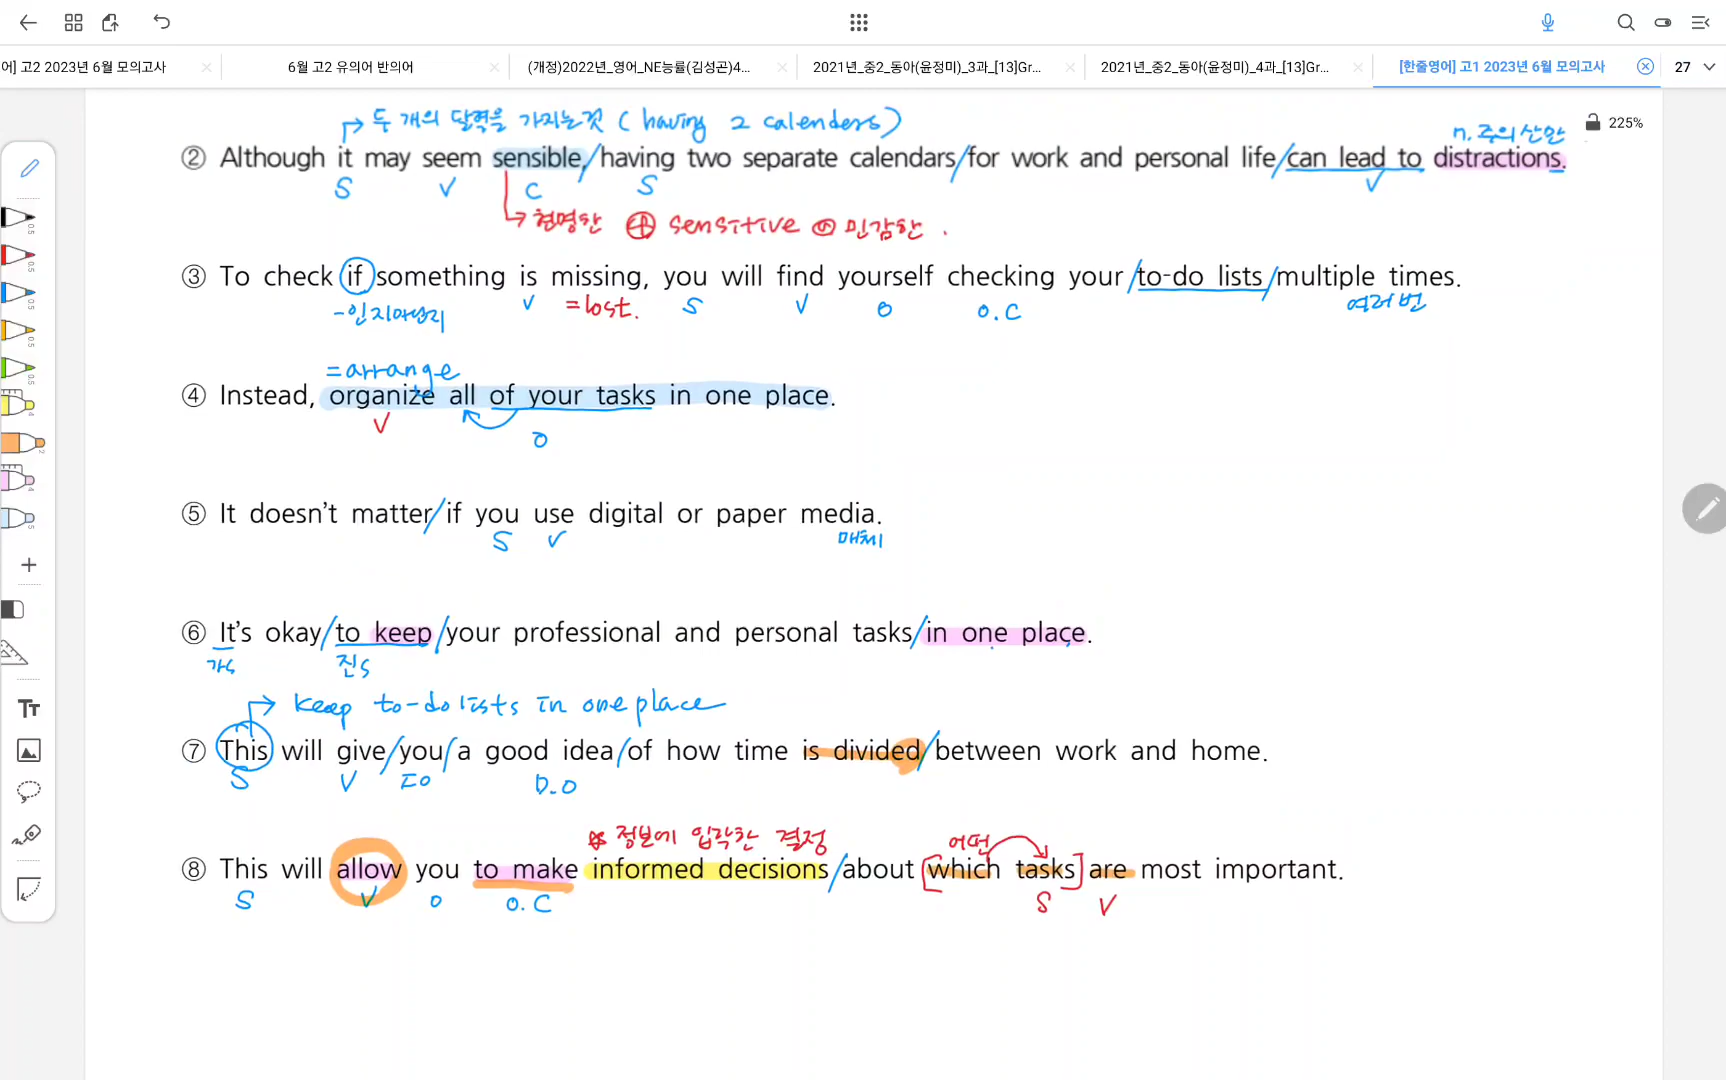 어] 고2 2023년 6월 모의고사
6월 고2 유의어 반의어
(개정)2022년_영어_NE능률(김성곤)4...
2021년_중2_동아(윤정미)_3과_[13]Gr...
2021년_중2_동아(윤정미)_4과_[13]Gr...
[한줄영어] 고1 2023년 6월 모의고사
27
225%
두 개의 달력을 가지는것 (having 2 calenders)
n. 주의산만
② Although it may seem sensible, / having two separate calendars / for work and personal life / can lead to distractions.
S V C S V
현명한 sensitive 민감한 .
③ To check if something is missing, you will find yourself checking your / to-do lists / multiple times.
-인지아닌지 V =lost. S V O O.C 여러번
=arrange
④ Instead, organize all of your tasks in one place.
V O
⑤ It doesn't matter / if you use digital or paper media.
S V 매체
⑥ It's okay / to keep / your professional and personal tasks / in one place.
가S 진S
keep to-do lists in one place
⑦ This will give / you / a good idea / of how time is divided / between work and home.
S V IO D.O
정보에 입각한 결정
어떤
⑧ This will allow you to make informed decisions / about [which tasks] are most important.
S V O O.C S V
Tt